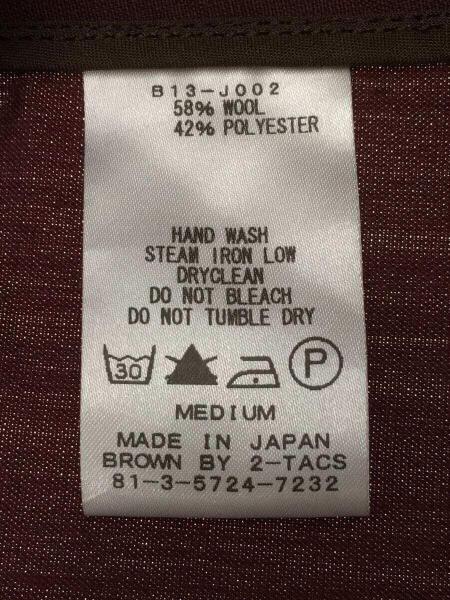 B13-J002
58% WOOL
42% POLYESTER
HAND WASH
STEAM IRON LOW
DRYCLEAN
DO NOT BLEACH
DO NOT TUMBLE DRY
30 P
MEDIUM
MADE IN JAPAN
BROWN BY 2-TACS
81-3-5724-7232